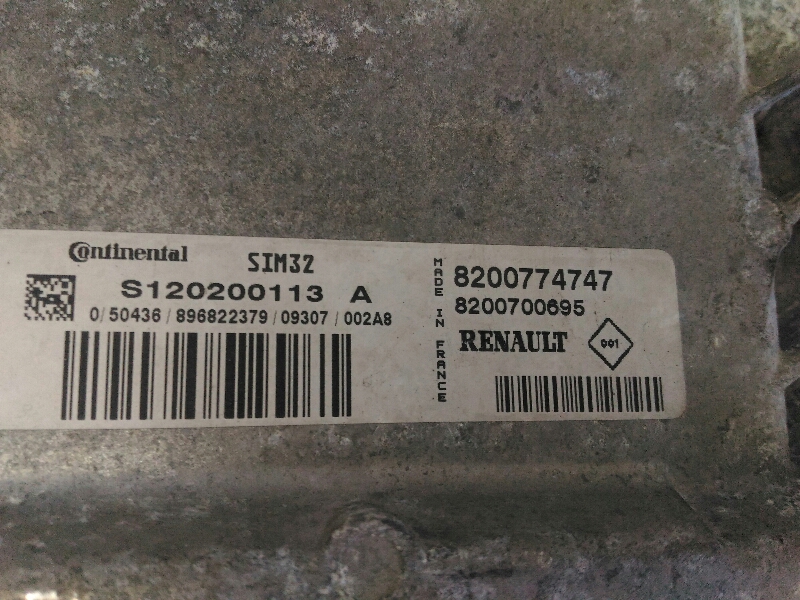 Continental SIM32
S120200113 A
0/50436/896822379/09307/002A8
MADE IN FRANCE
8200774747
8200700695
RENAULT 001